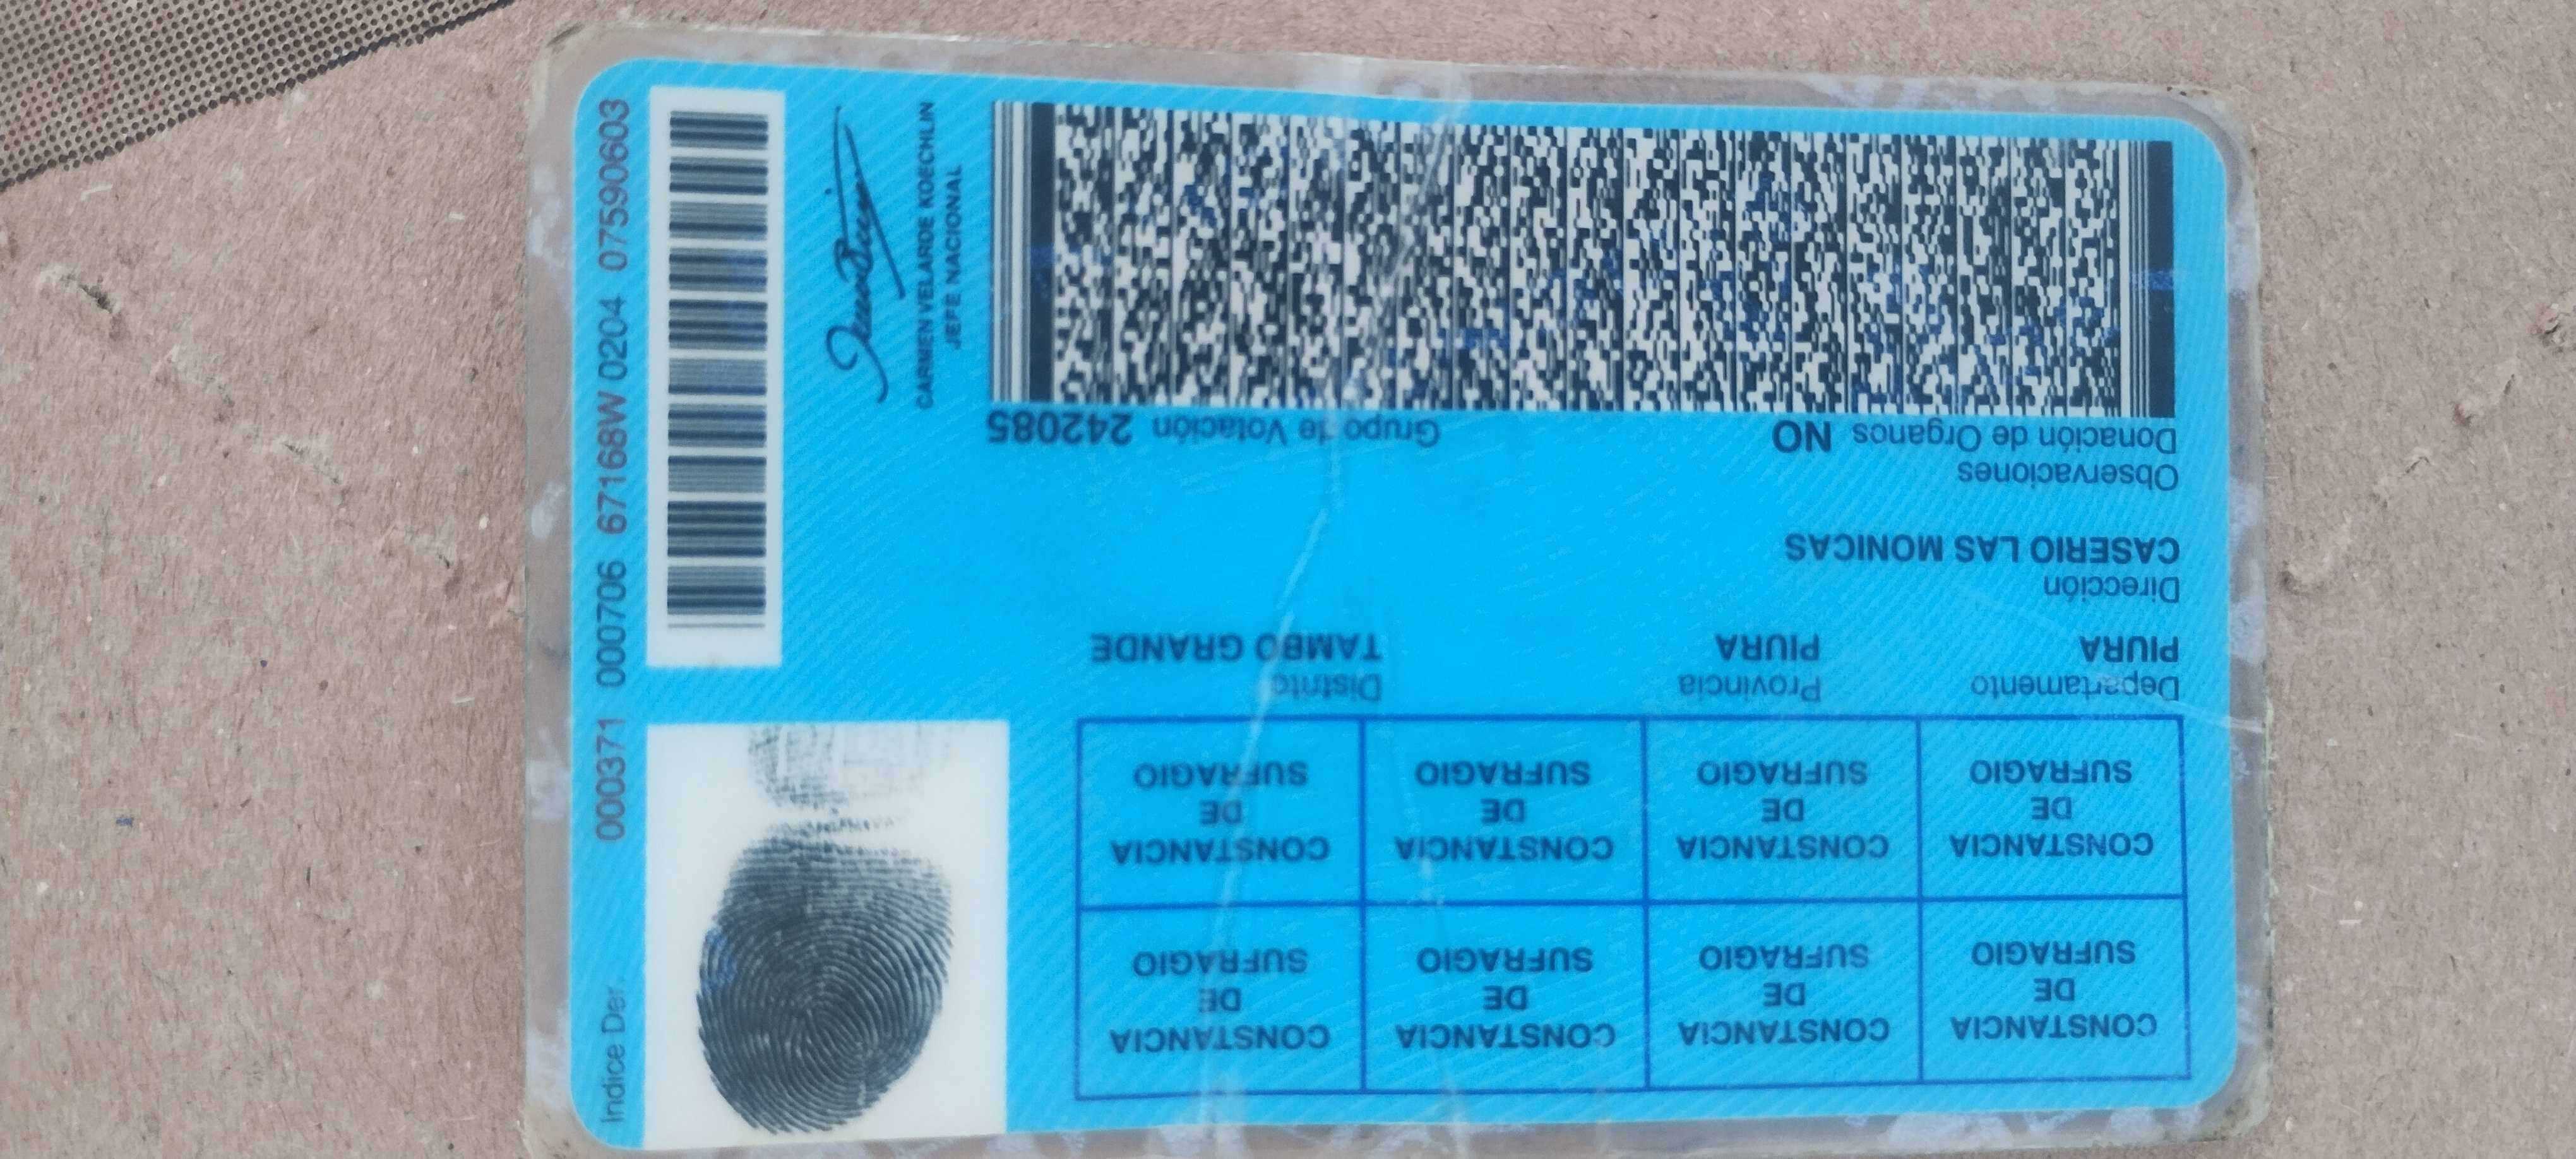 CONSTANCIA DE SUFRAGIO
CONSTANCIA DE SUFRAGIO
CONSTANCIA DE SUFRAGIO
CONSTANCIA DE SUFRAGIO
CONSTANCIA DE SUFRAGIO
CONSTANCIA DE SUFRAGIO
CONSTANCIA DE SUFRAGIO
CONSTANCIA DE SUFRAGIO
Departamento Provincia Distrito
PIURA PIURA TAMBO GRANDE
Dirección
CASERIO LAS MONICAS
Observaciones
Donación de Organos NO Grupo de Votación 242085
CARMEN VELARDE KOECHLIN
JEFE NACIONAL
Indice Der. 000371 000706 67168W 0204 07590603